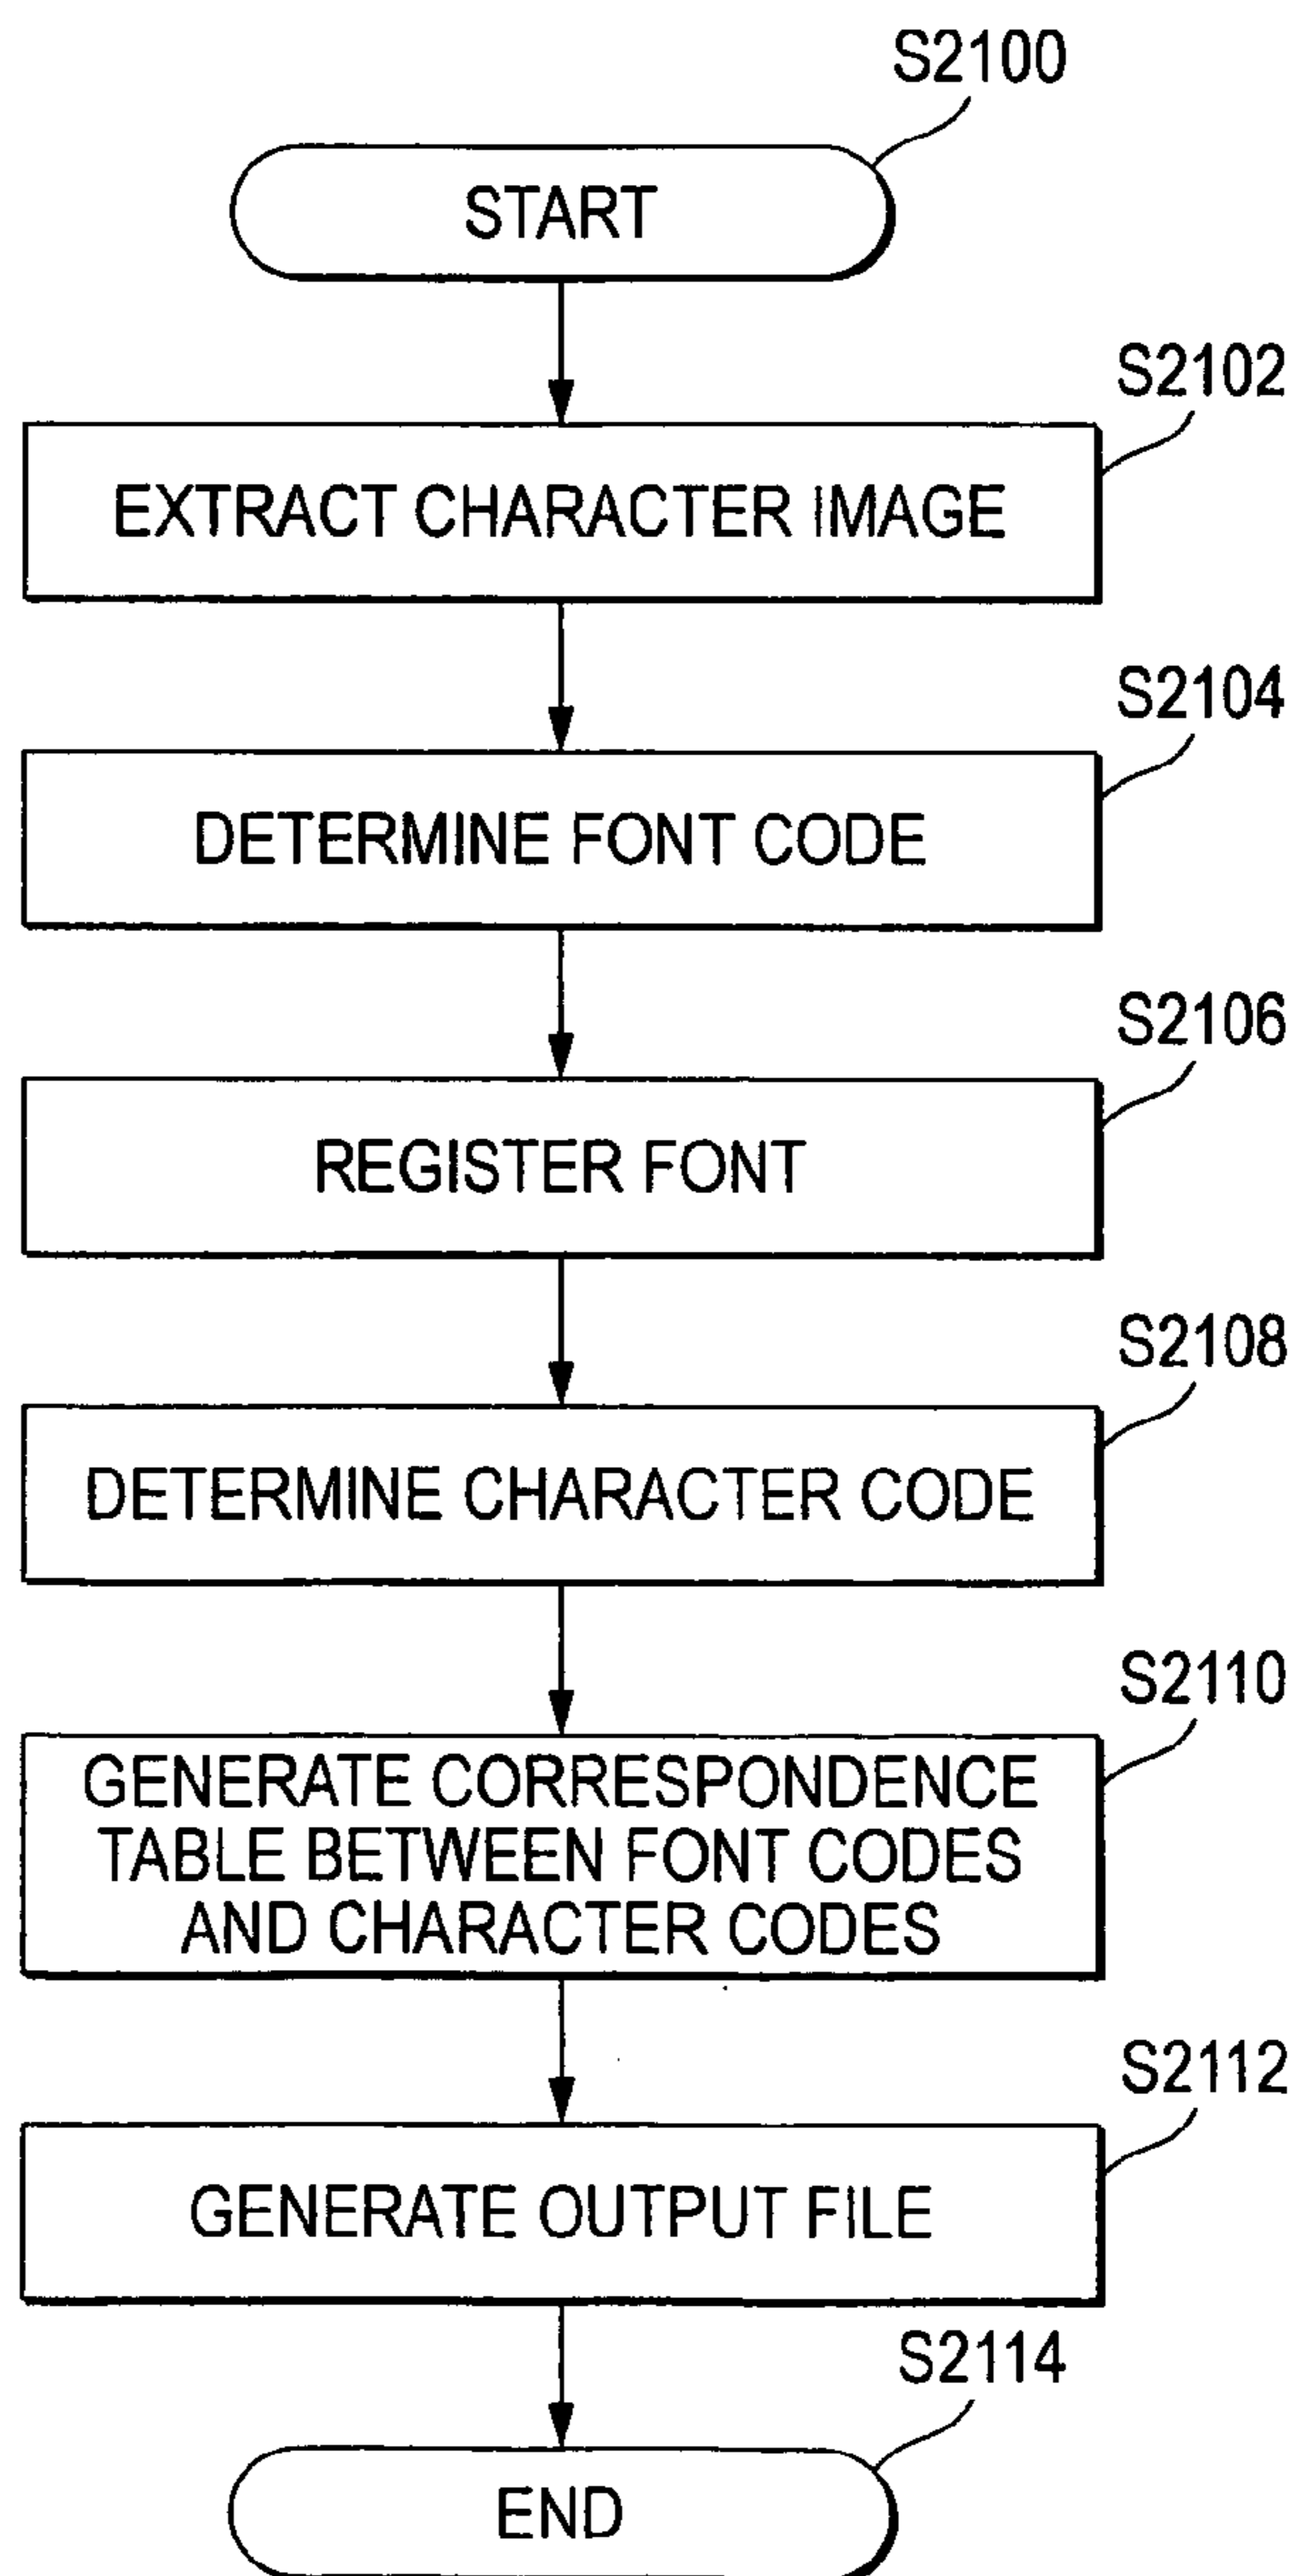 S2100
START
S2102
EXTRACT CHARACTER IMAGE
S2104
DETERMINE FONT CODE
S2106
REGISTER FONT
S2108
DETERMINE CHARACTER CODE
S2110
GENERATE CORRESPONDENCE
TABLE BETWEEN FONT CODES
AND CHARACTER CODES
S2112
GENERATE OUTPUT FILE
S2114
END